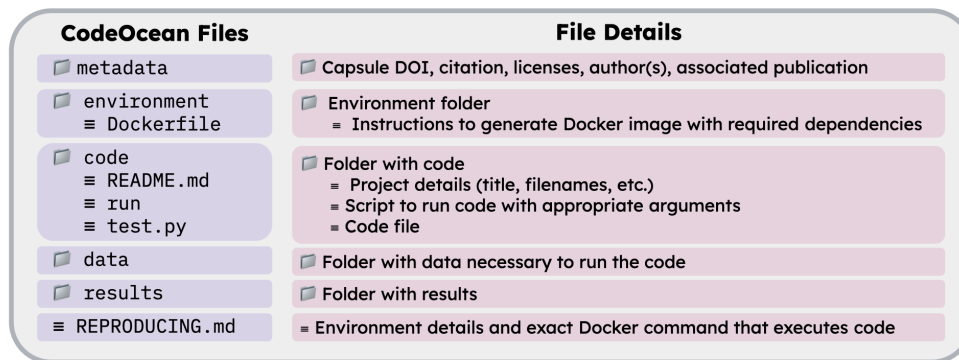 CodeOcean Files
File Details
metadata
Capsule DOI, citation, licenses, author(s), associated publication
environment
≡ Dockerfile
Environment folder
≡ Instructions to generate Docker image with required dependencies
code
≡ README.md
≡ run
≡ test.py
Folder with code
≡ Project details (title, filenames, etc.)
≡ Script to run code with appropriate arguments
≡ Code file
data
Folder with data necessary to run the code
results
Folder with results
≡ REPRODUCING.md
≡ Environment details and exact Docker command that executes code